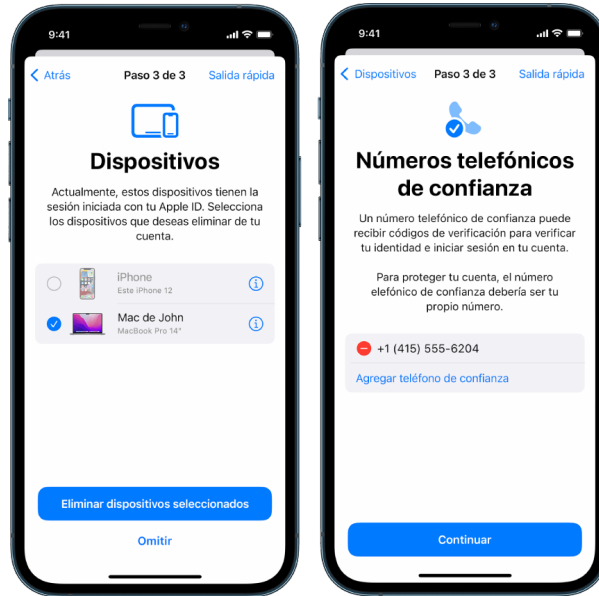 9:41
Atrás
Paso 3 de 3
Salida rápida
Dispositivos
Actualmente, estos dispositivos tienen la
sesión iniciada con tu Apple ID. Selecciona
los dispositivos que deseas eliminar de tu
cuenta.
iPhone
Este iPhone 12
Mac de John
MacBook Pro 14"
Eliminar dispositivos seleccionados
Omitir
9:41
Dispositivos
Paso 3 de 3
Salida rápida
Números telefónicos
de confianza
Un número telefónico de confianza puede
recibir códigos de verificación para verificar
tu identidad e iniciar sesión en tu cuenta.
Para proteger tu cuenta, el número
elefónico de confianza debería ser tu
propio número.
+1 (415) 555-6204
Agregar teléfono de confianza
Continuar